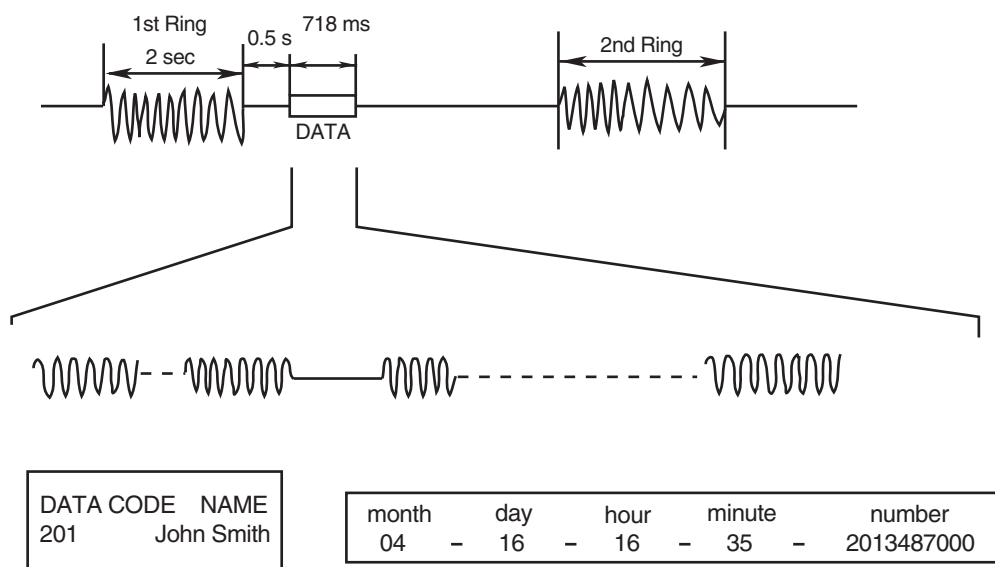 1st Ring
2 sec
0.5 s
718 ms
2nd Ring
DATA
DATA CODE NAME
201 John Smith
month day hour minute number
04 – 16 – 16 – 35 – 2013487000